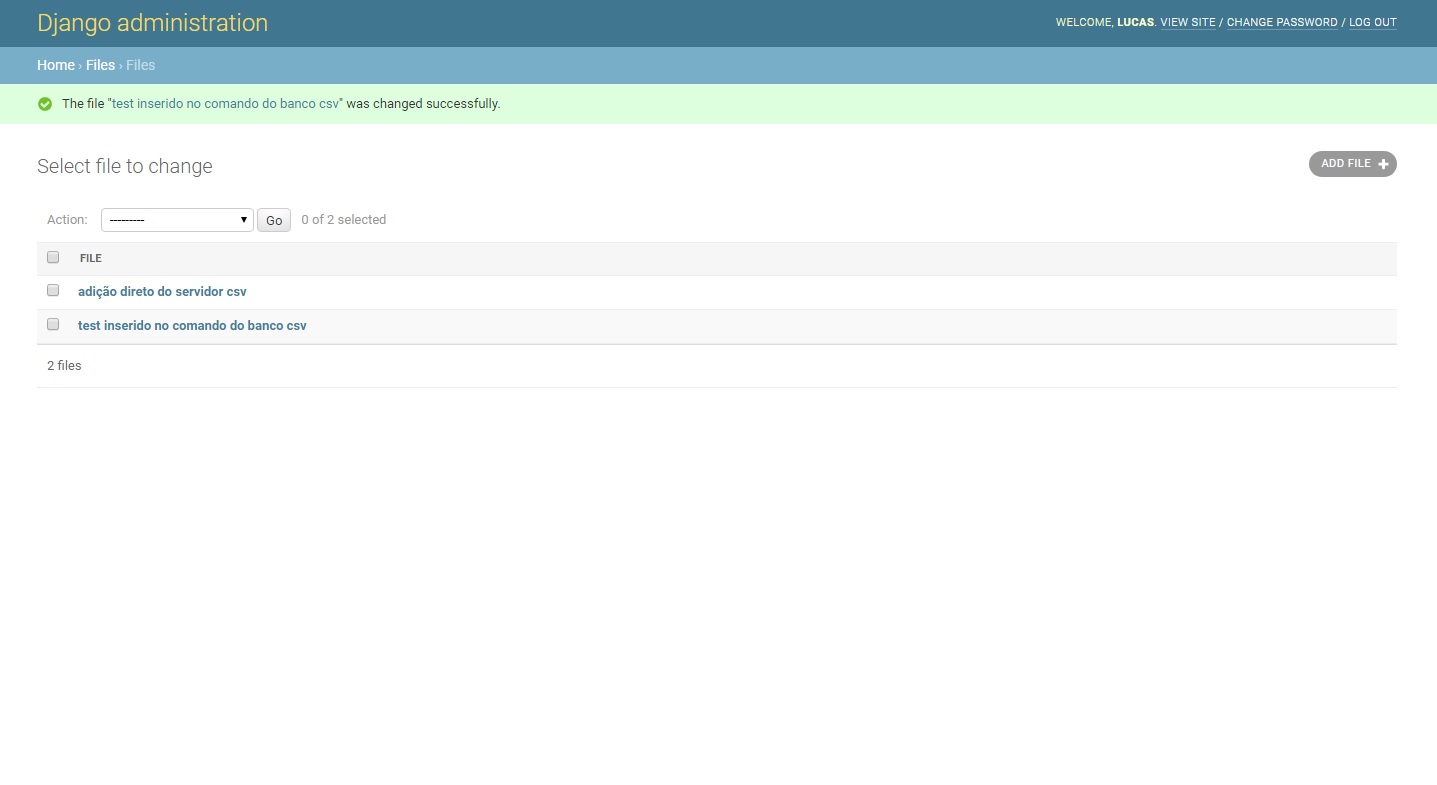 Django administration
WELCOME, LUCAS. VIEW SITE / CHANGE PASSWORD / LOG OUT
Home › Files › Files
The file "test inserido no comando do banco csv" was changed successfully.
Select file to change
ADD FILE
Action: --------- Go 0 of 2 selected
FILE
adição direto do servidor csv
test inserido no comando do banco csv
2 files